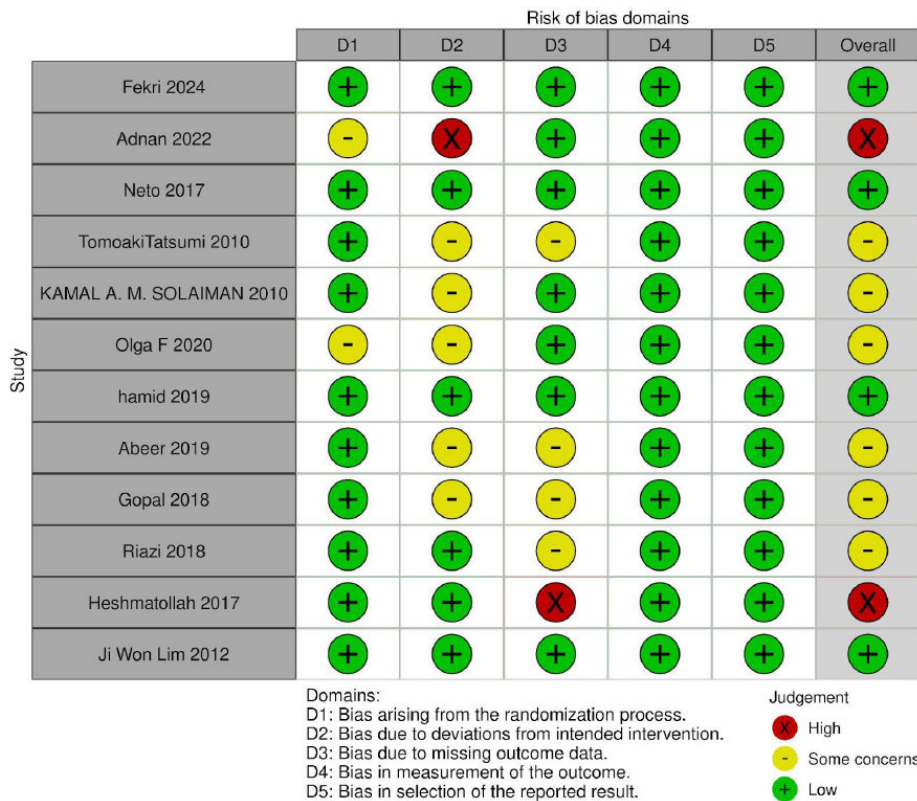 Risk of bias domains
D1 D2 D3 D4 D5 Overall
Study
Fekri 2024 + + + + + +
Adnan 2022 - X + + + X
Neto 2017 + + + + + +
TomoakiTatsumi 2010 + - - + + -
KAMAL A. M. SOLAIMAN 2010 + - + + + -
Olga F 2020 - - + + + -
hamid 2019 + + + + + +
Abeer 2019 + - - + + -
Gopal 2018 + - - + + -
Riazi 2018 + + - + + -
Heshmatollah 2017 + + X + + X
Ji Won Lim 2012 + + + + + +
Domains:
D1: Bias arising from the randomization process.
D2: Bias due to deviations from intended intervention.
D3: Bias due to missing outcome data.
D4: Bias in measurement of the outcome.
D5: Bias in selection of the reported result.
Judgement
X High
- Some concerns
+ Low